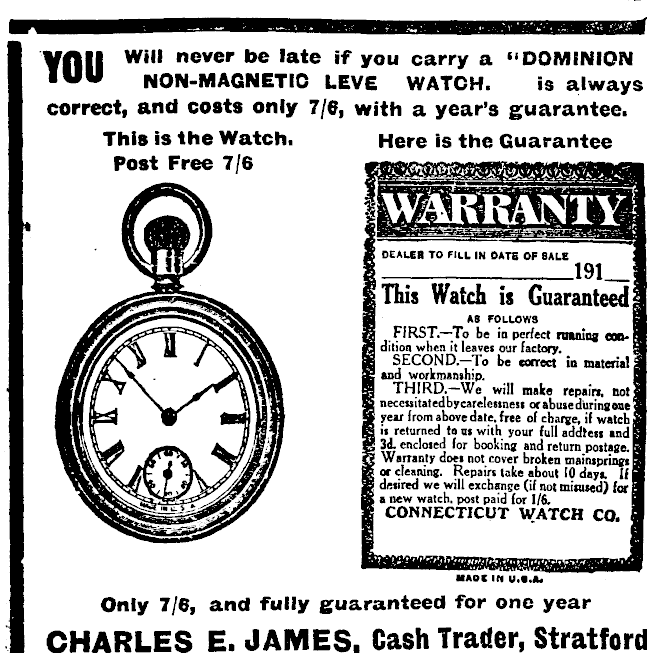 YOU Will never be late if you carry a "DOMINION
NON-MAGNETIC LEVE WATCH. is always
correct, and costs only 7/6, with a year's guarantee.
This is the Watch.
Post Free 7/6
Here is the Guarantee
WARRANTY
DEALER TO FILL IN DATE OF SALE
191
This Watch is Guaranteed
AS FOLLOWS
FIRST.—To be in perfect running con-
dition when it leaves our factory.
SECOND.—To be correct in material
and workmanship.
THIRD.—We will make repairs, not
necessitated by carelessness or abuse during one
year from above date, free of charge, if watch
is returned to us with your full address and
3d. enclosed for booking and return postage.
Warranty does not cover broken mainsprings
or cleaning. Repairs take about 10 days. If
desired we will exchange (if not misused) for
a new watch, post paid for 1/6.
CONNECTICUT WATCH CO.
MADE IN U.S.A.
Only 7/6, and fully guaranteed for one year
CHARLES E. JAMES, Cash Trader, Stratford